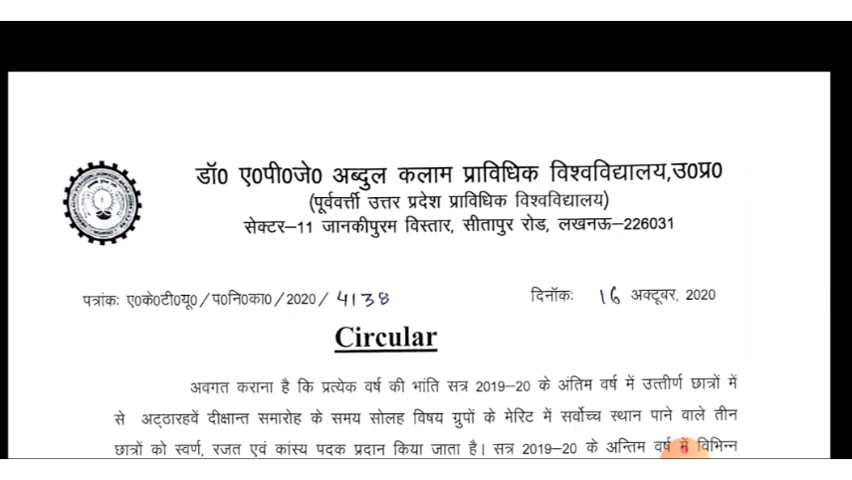 डॉ0 ए0पी0जे0 अब्दुल कलाम प्राविधिक विश्वविद्यालय,उ0प्र0
(पूर्ववर्ती उत्तर प्रदेश प्राविधिक विश्वविद्यालय)
सेक्टर–11 जानकीपुरम विस्तार, सीतापुर रोड, लखनऊ–226031
पत्रांकः ए0के0टी0यू0/प0नि0का0/2020/ 4138 दिनॉकः 16 अक्टूबर, 2020
Circular
अवगत कराना है कि प्रत्येक वर्ष की भांति सत्र 2019–20 के अंतिम वर्ष में उत्तीर्ण छात्रों में
से अट्ठारहवें दीक्षान्त समारोह के समय सोलह विषय ग्रुपों के मेरिट में सर्वोच्च स्थान पाने वाले तीन
छात्रों को स्वर्ण, रजत एवं कांस्य पदक प्रदान किया जाता है। सत्र 2019–20 के अन्तिम वर्ष में विभिन्न